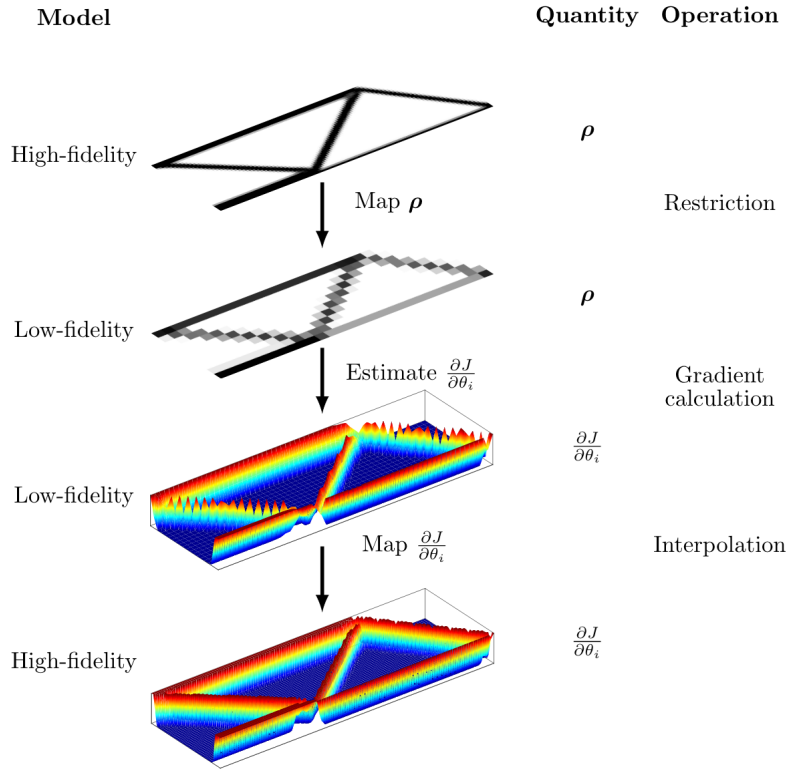 Model Quantity Operation
High-fidelity ρ
Map ρ Restriction
Low-fidelity ρ
Estimate ∂J/∂θᵢ Gradient calculation
Low-fidelity ∂J/∂θᵢ
Map ∂J/∂θᵢ Interpolation
High-fidelity ∂J/∂θᵢ